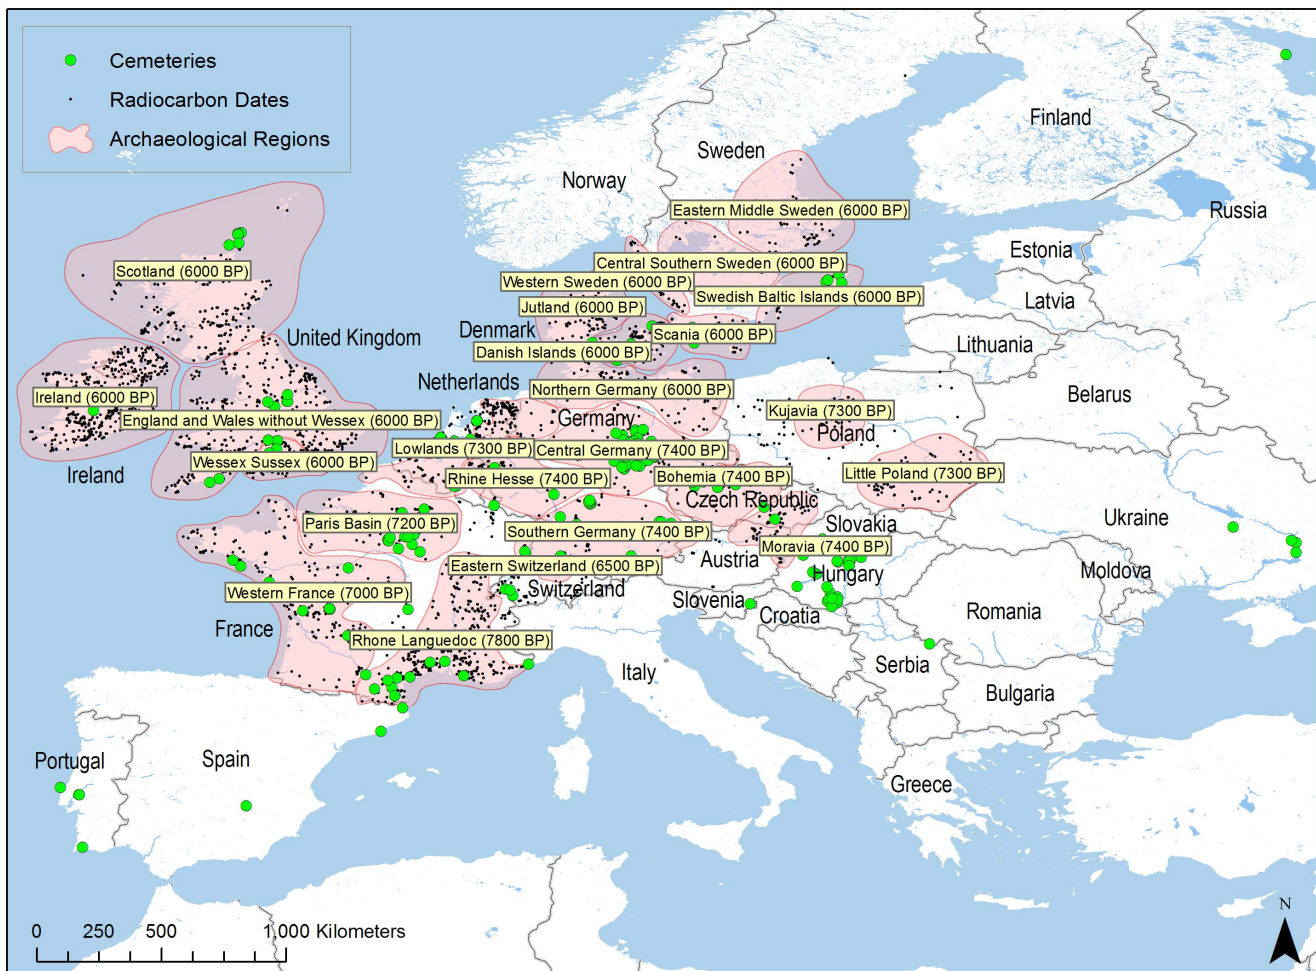 Cemeteries
Radiocarbon Dates
Archaeological Regions
Finland
Sweden
Norway
Russia
Eastern Middle Sweden (6000 BP)
Estonia
Scotland (6000 BP)
Central Southern Sweden (6000 BP)
Western Sweden (6000 BP)
Swedish Baltic Islands (6000 BP)
Latvia
Jutland (6000 BP)
Denmark
United Kingdom
Scania (6000 BP)
Lithuania
Danish Islands (6000 BP)
Netherlands
Northern Germany (6000 BP)
Belarus
Ireland (6000 BP)
Kujavia (7300 BP)
England and Wales without Wessex (6000 BP)
Germany
Poland
Lowlands (7300 BP)
Central Germany (7400 BP)
Wessex Sussex (6000 BP)
Ireland
Rhine Hesse (7400 BP)
Bohemia (7400 BP)
Little Poland (7300 BP)
Czech Republic
Paris Basin (7200 BP)
Slovakia
Ukraine
Southern Germany (7400 BP)
Moravia (7400 BP)
Austria
Eastern Switzerland (6500 BP)
Hungary
Moldova
Switzerland
Western France (7000 BP)
Slovenia
Croatia
Romania
France
Rhone Languedoc (7800 BP)
Italy
Serbia
Bulgaria
Portugal
Spain
Greece
N
0 250 500 1,000 Kilometers